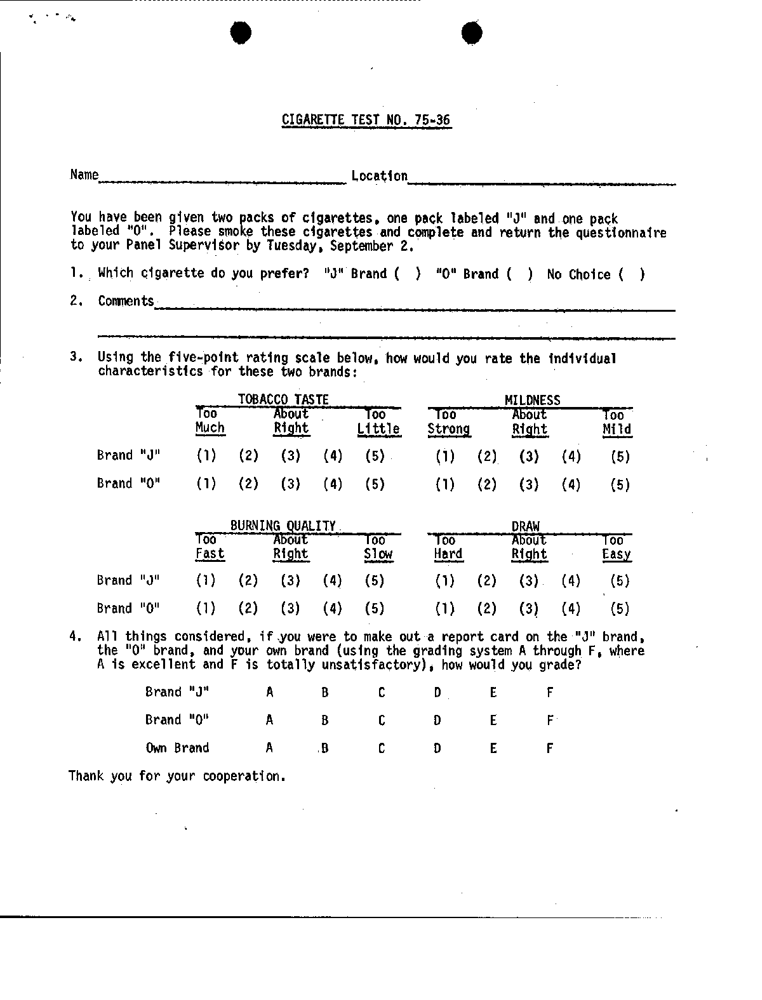 CIGARETTE TEST NO. 75-36
Name Location
You have been given two packs of cigarettes, one pack labeled "J" and one pack
labeled "O". Please smoke these cigarettes and complete and return the questionnaire
to your Panel Supervisor by Tuesday, September 2.
1. Which cigarette do you prefer? "J" Brand ( ) "O" Brand ( ) No Choice ( )
2. Comments
3. Using the five-point rating scale below, how would you rate the individual
characteristics for these two brands:
TOBACCO TASTE MILDNESS
Too About Too Too About Too
Much Right Little Strong Right Mild
Brand "J" (1) (2) (3) (4) (5) (1) (2) (3) (4) (5)
Brand "O" (1) (2) (3) (4) (5) (1) (2) (3) (4) (5)
BURNING QUALITY DRAW
Too About Too Too About Too
Fast Right Slow Hard Right Easy
Brand "J" (1) (2) (3) (4) (5) (1) (2) (3) (4) (5)
Brand "O" (1) (2) (3) (4) (5) (1) (2) (3) (4) (5)
4. All things considered, if you were to make out a report card on the "J" brand,
the "O" brand, and your own brand (using the grading system A through F, where
A is excellent and F is totally unsatisfactory), how would you grade?
Brand "J" A B C D E F
Brand "O" A B C D E F
Own Brand A B C D E F
Thank you for your cooperation.